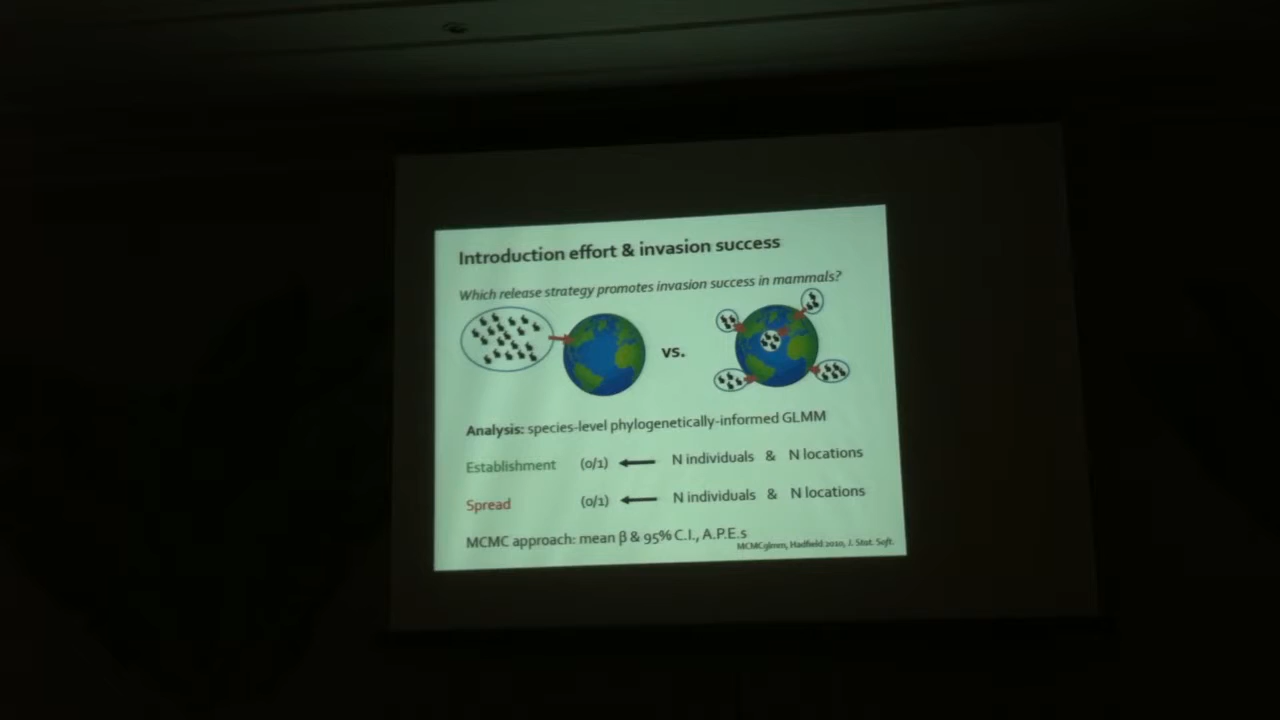 Introduction effort & invasion success
Which release strategy promotes invasion success in mammals?
vs.
Analysis: species-level phylogenetically-informed GLMM
Establishment (0/1) N individuals & N locations
Spread (0/1) N individuals & N locations
MCMC approach: mean β & 95% C.I., A.P.E.s
MCMCglmm, Hadfield 2010, J. Stat. Soft.